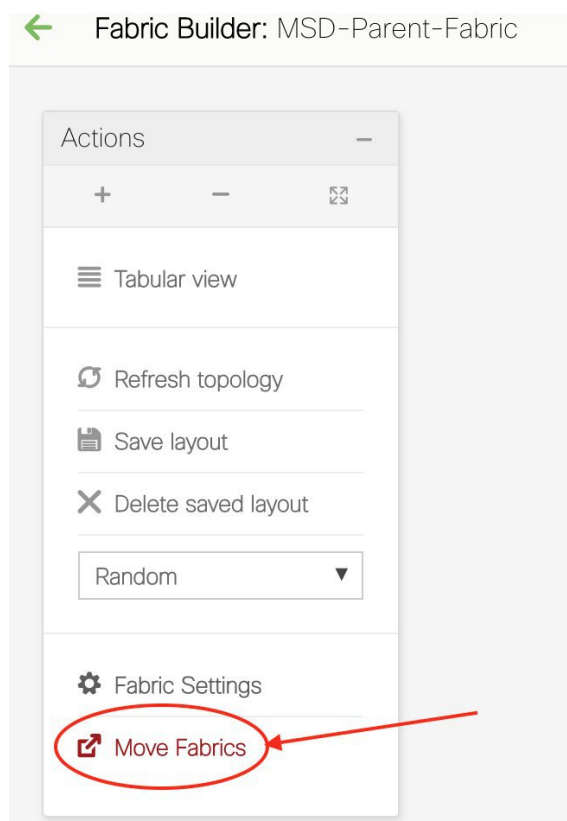 Fabric Builder: MSD-Parent-Fabric
Actions
Tabular view
Refresh topology
Save layout
Delete saved layout
Random
Fabric Settings
Move Fabrics